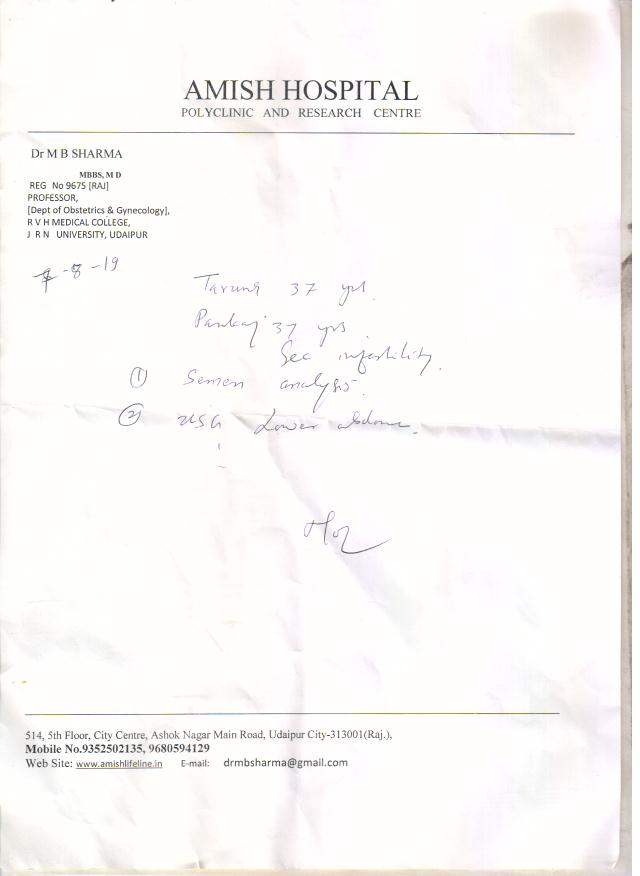 AMISH HOSPITAL
POLYCLINIC AND RESEARCH CENTRE
Dr M B SHARMA
MBBS, M D
REG No 9675 [RAJ]
PROFESSOR,
[Dept of Obstetrics & Gynecology],
R V H MEDICAL COLLEGE,
J R N UNIVERSITY, UDAIPUR
-8-19
37 yrs
Pankaj 37 yrs
Sec infertility.
① Semen analysis.
② USG Lower abdomen.
514, 5th Floor, City Centre, Ashok Nagar Main Road, Udaipur City-313001(Raj.),
Mobile No.9352502135, 9680594129
Web Site: www.amishlifeline.in E-mail: drmbsharma@gmail.com